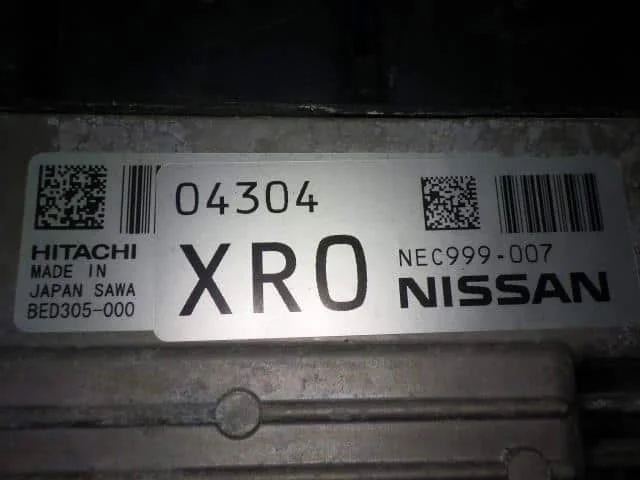 HITACHI
MADE IN
JAPAN SAWA
BED305-000
04304
XR0
NEC999-007
NISSAN